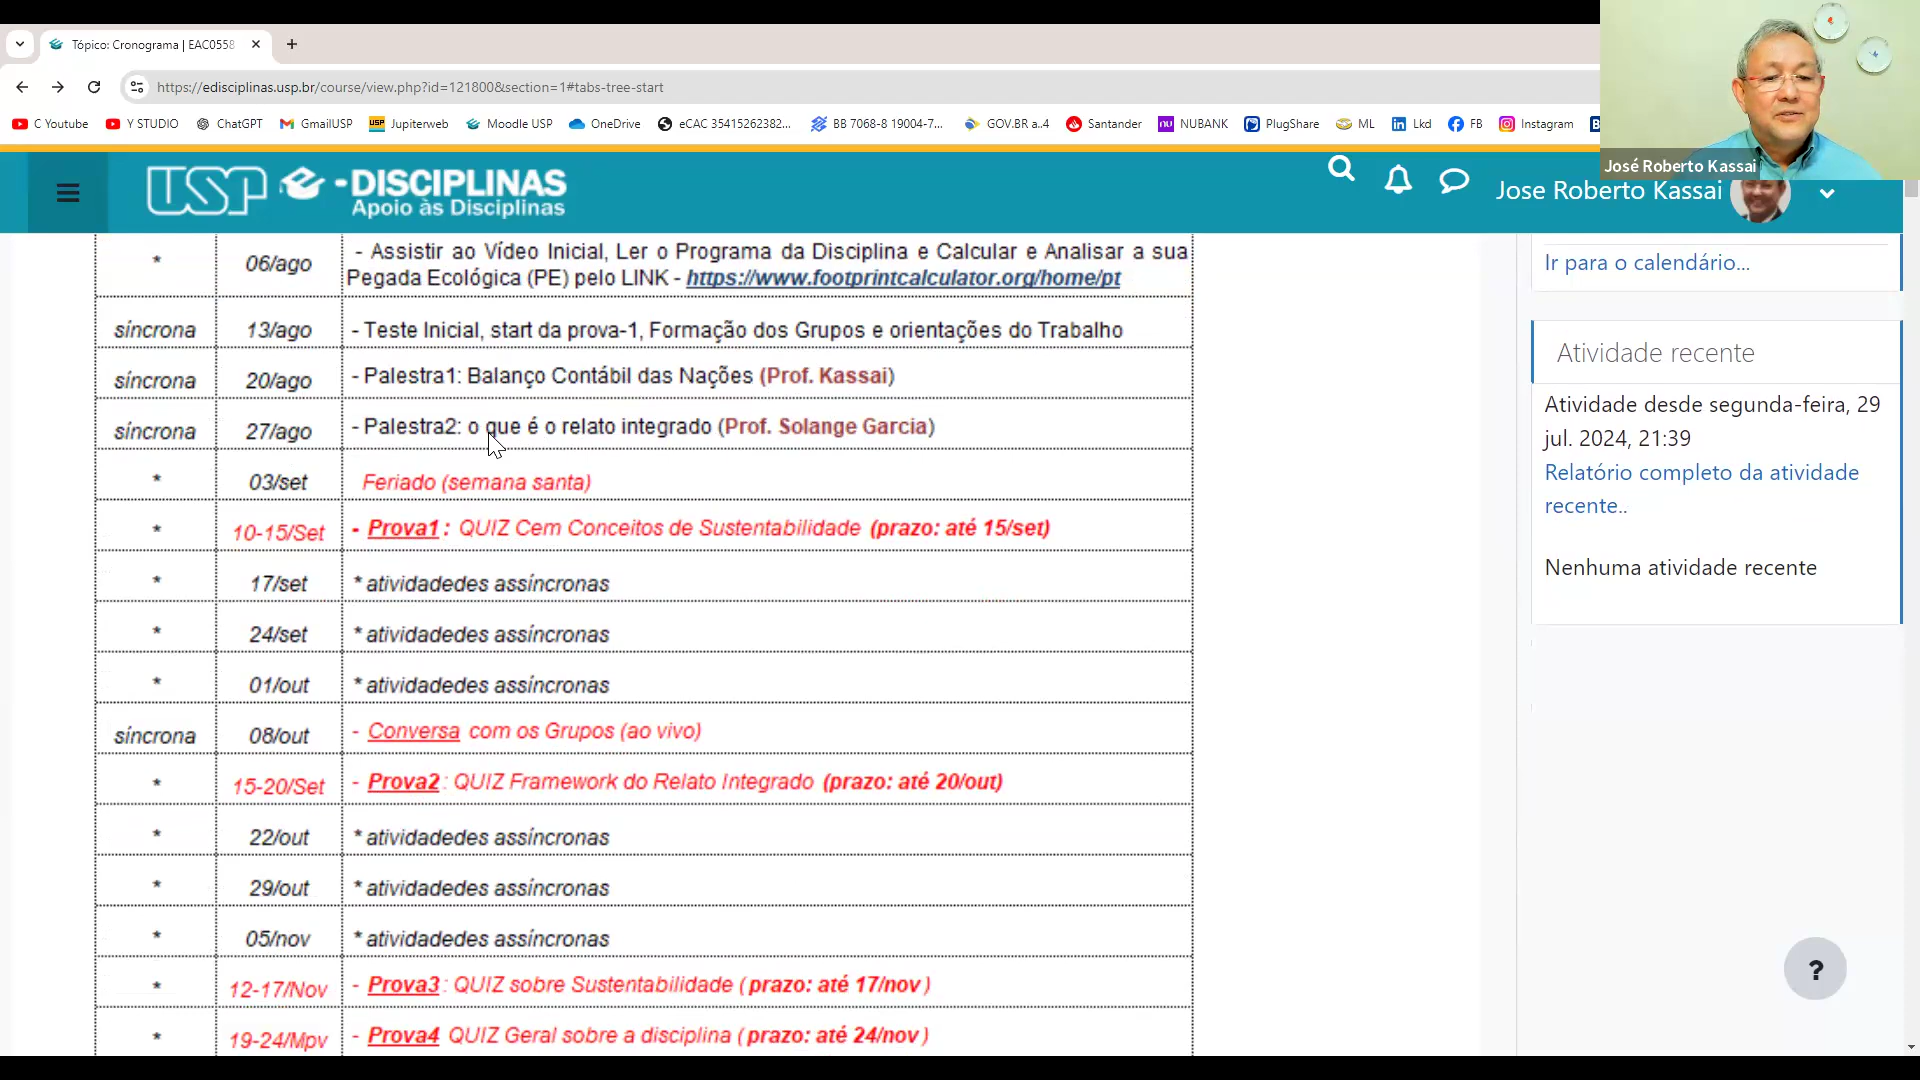 Tópico: Cronograma | EAC0558
https://edisciplinas.usp.br/course/view.php?id=121800&section=1#tabs-tree-start
C Youtube Y STUDIO ChatGPT GmailUSP USP Jupiterweb Moodle USP OneDrive eCAC 35415262382... BB 7068-8 19004-7... GOV.BR a..4 Santander nu NUBANK PlugShare ML Lkd FB Instagram B
José Roberto Kassai
USP -DISCIPLINAS
Apoio às Disciplinas
Jose Roberto Kassai
* 06/ago - Assistir ao Vídeo Inicial, Ler o Programa da Disciplina e Calcular e Analisar a sua
Pegada Ecológica (PE) pelo LINK - https://www.footprintcalculator.org/home/pt
síncrona 13/ago - Teste Inicial, start da prova-1, Formação dos Grupos e orientações do Trabalho
síncrona 20/ago - Palestra1: Balanço Contábil das Nações (Prof. Kassai)
síncrona 27/ago - Palestra2: o que é o relato integrado (Prof. Solange Garcia)
* 03/set Feriado (semana santa)
* 10-15/Set - Prova1: QUIZ Cem Conceitos de Sustentabilidade (prazo: até 15/set)
* 17/set * atividadedes assíncronas
* 24/set * atividadedes assíncronas
* 01/out * atividadedes assíncronas
síncrona 08/out - Conversa com os Grupos (ao vivo)
* 15-20/Set - Prova2: QUIZ Framework do Relato Integrado (prazo: até 20/out)
* 22/out * atividadedes assíncronas
* 29/out * atividadedes assíncronas
* 05/nov * atividadedes assíncronas
* 12-17/Nov - Prova3: QUIZ sobre Sustentabilidade (prazo: até 17/nov)
* 19-24/Mpv - Prova4 QUIZ Geral sobre a disciplina (prazo: até 24/nov)
Ir para o calendário...
Atividade recente
Atividade desde segunda-feira, 29
jul. 2024, 21:39
Relatório completo da atividade
recente..
Nenhuma atividade recente
?